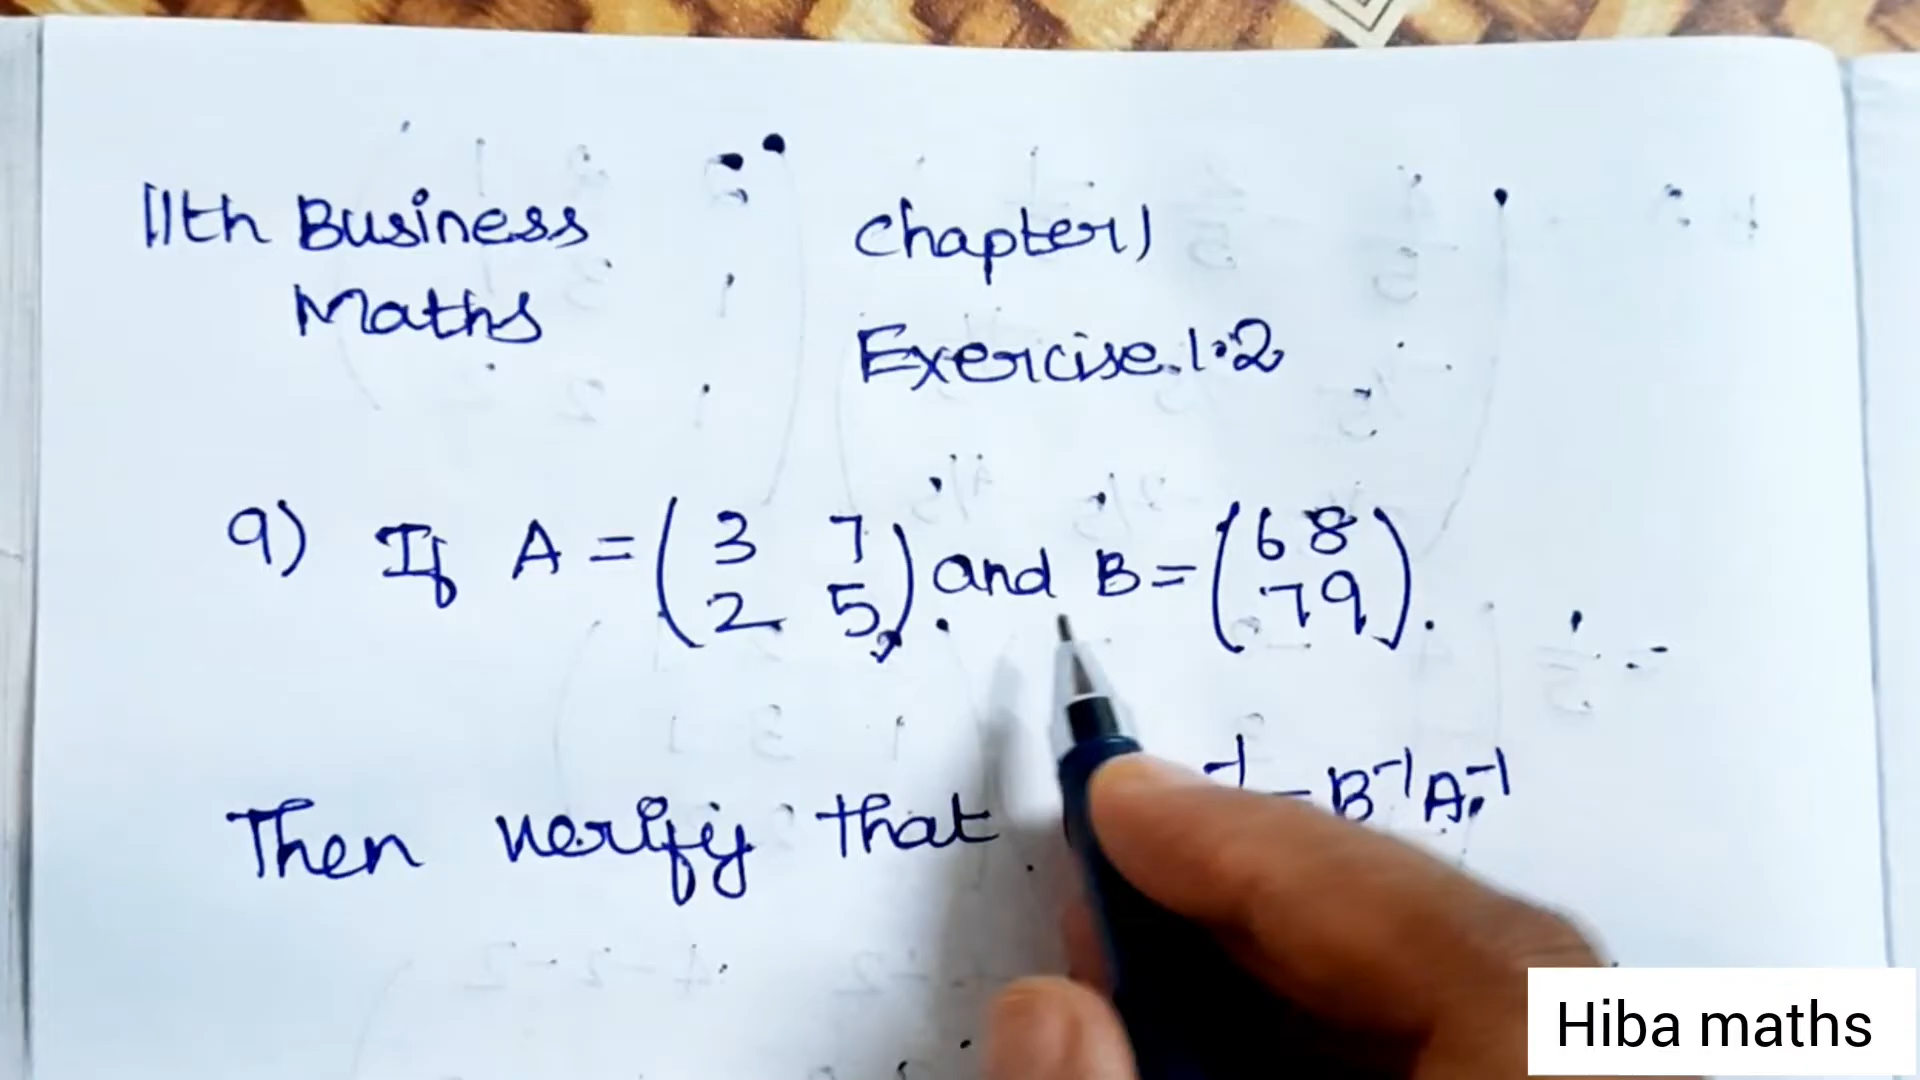 11th Business
Maths
Chapter 1
Exercise. 1.2
9) If A = (3 7
2 5) and B = (6 8
7 9).
Then verify that
-1 = B⁻¹A⁻¹
Hiba maths